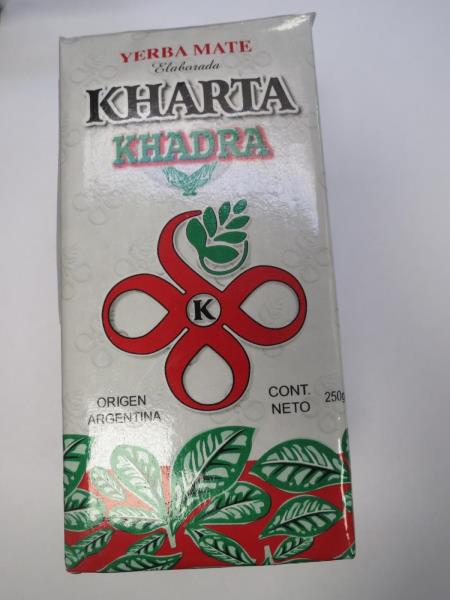 YERBA MATE
Elaborada
KHARTA
KHADRA
K
ORIGEN
ARGENTINA
CONT.
NETO 250g